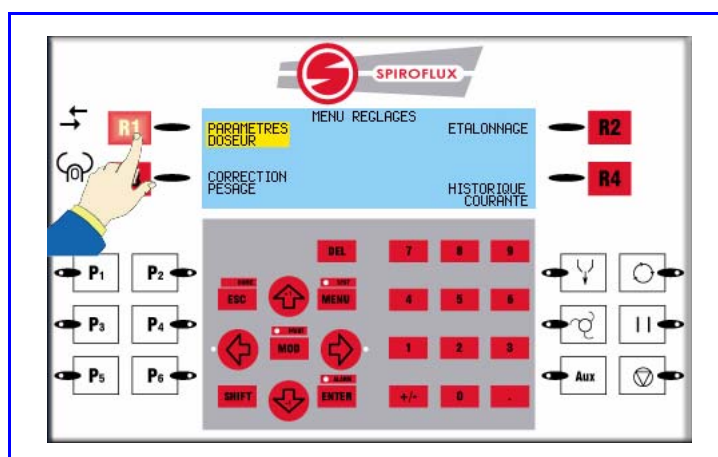 SPIROFLUX
MENU REGLAGES
PARAMETRES
DOSEUR
ETALONNAGE
CORRECTION
PESAGE
HISTORIQUE
COURANTE
R1
R2
R4
DEL
7
8
9
ESC
MENU
4
5
6
MOD
1
2
3
SHIFT
ENTER
+/-
0
.
P1
P2
P3
P4
P5
P6
Aux